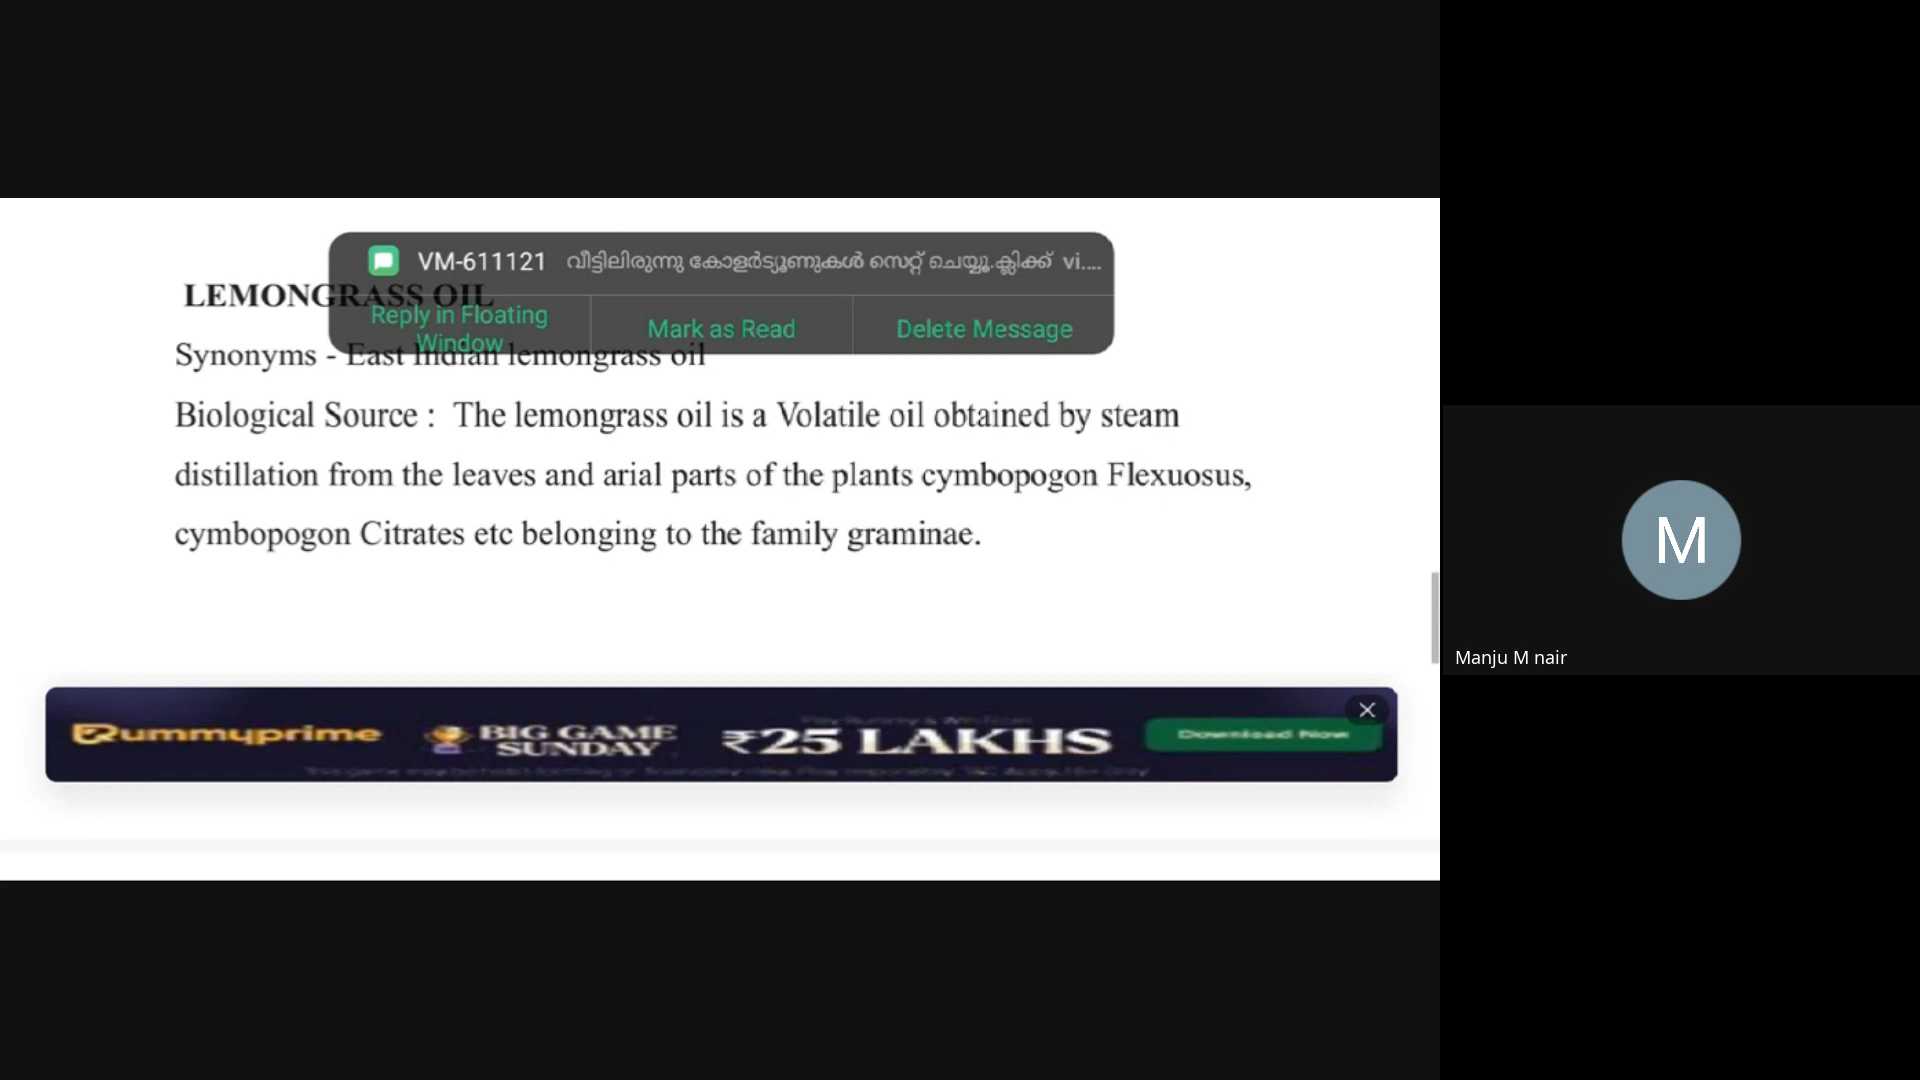 VM-611121 വീട്ടിലിരുന്നു കോളർട്യൂണുകൾ സെറ്റ് ചെയ്യൂ.ക്ലിക്ക് vi....
LEMONGRASS OIL
Reply in Floating Window
Mark as Read
Delete Message
Synonyms - East Indian lemongrass oil
Biological Source : The lemongrass oil is a Volatile oil obtained by steam
distillation from the leaves and arial parts of the plants cymbopogon Flexuosus,
cymbopogon Citrates etc belonging to the family graminae.
M
Manju M nair
Rummyprime
BIG GAME
SUNDAY
₹25 LAKHS
Download Now